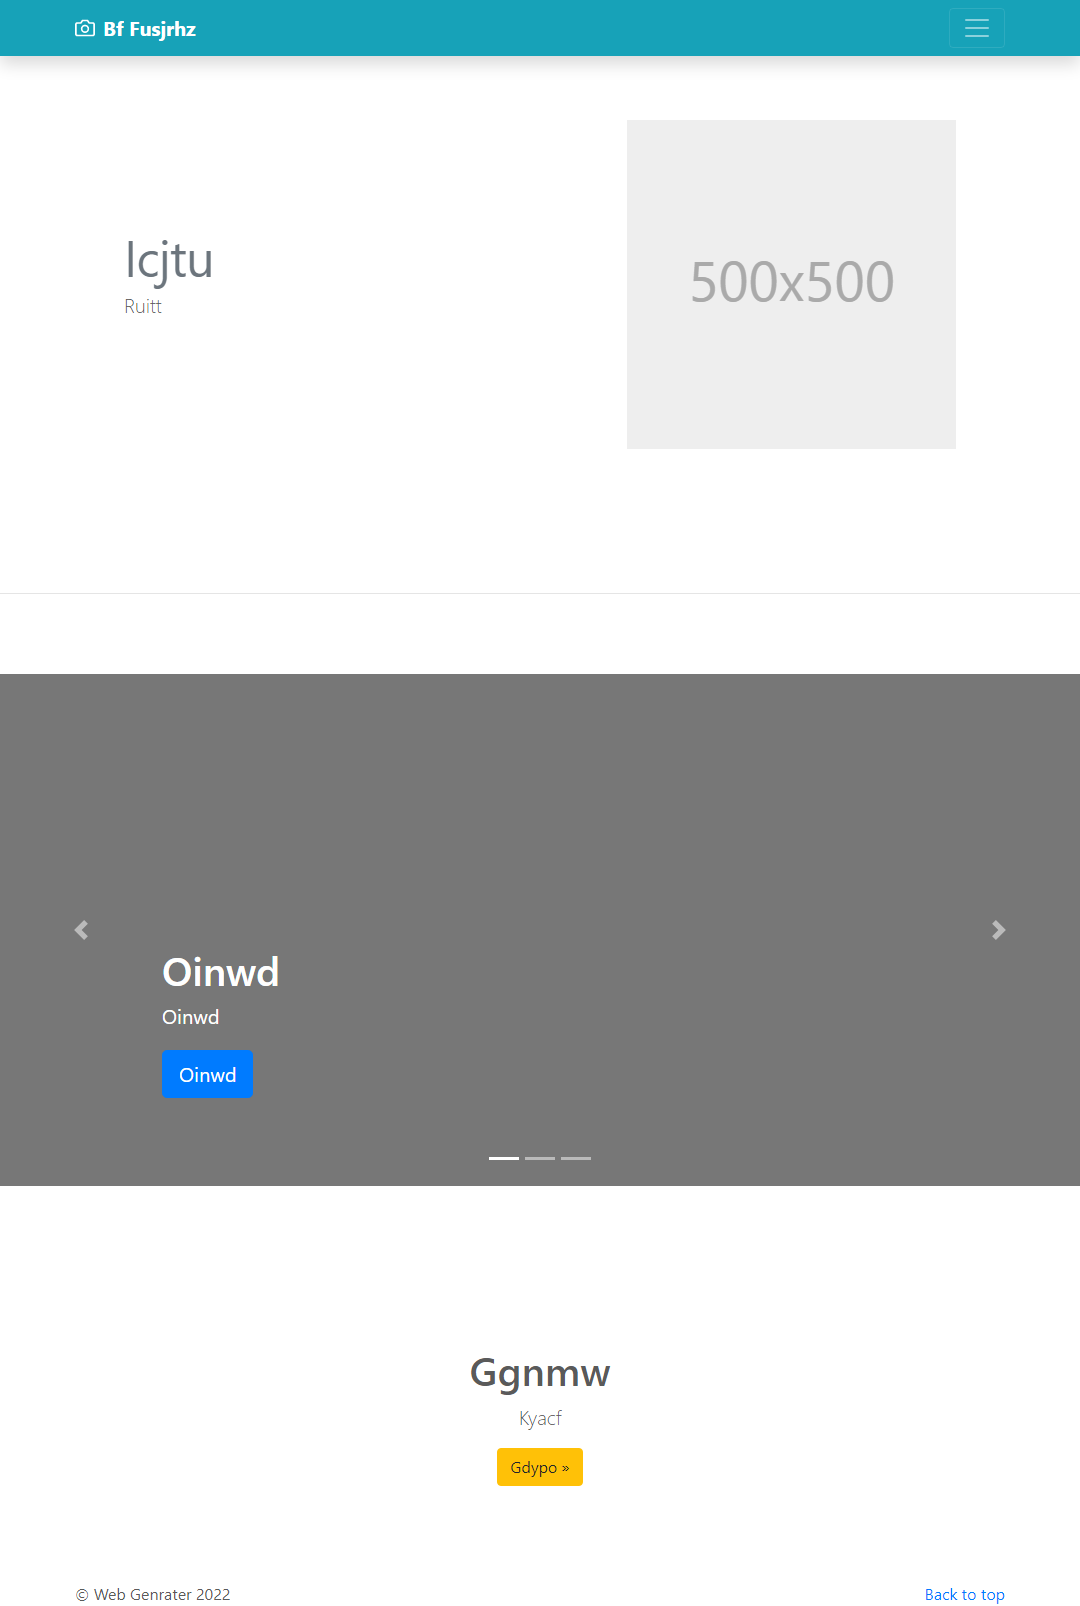 Bf Fusjrhz
Icjtu
Ruitt
500x500
Oinwd
Oinwd
Oinwd
Ggnmw
Kyacf
Gdypo »
© Web Genrater 2022
Back to top